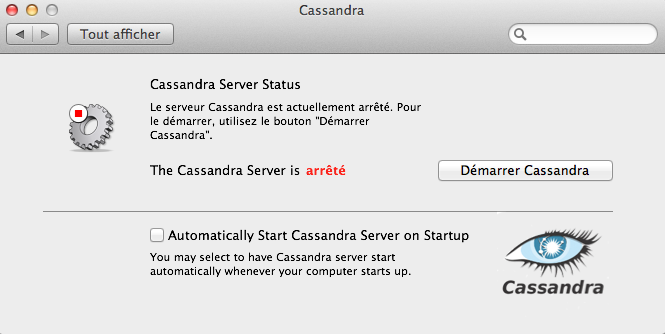 Cassandra
Tout afficher
Cassandra Server Status
Le serveur Cassandra est actuellement arrêté. Pour
le démarrer, utilisez le bouton "Démarrer
Cassandra".
The Cassandra Server is arrêté
Démarrer Cassandra
Automatically Start Cassandra Server on Startup
You may select to have Cassandra server start
automatically whenever your computer starts up.
Cassandra